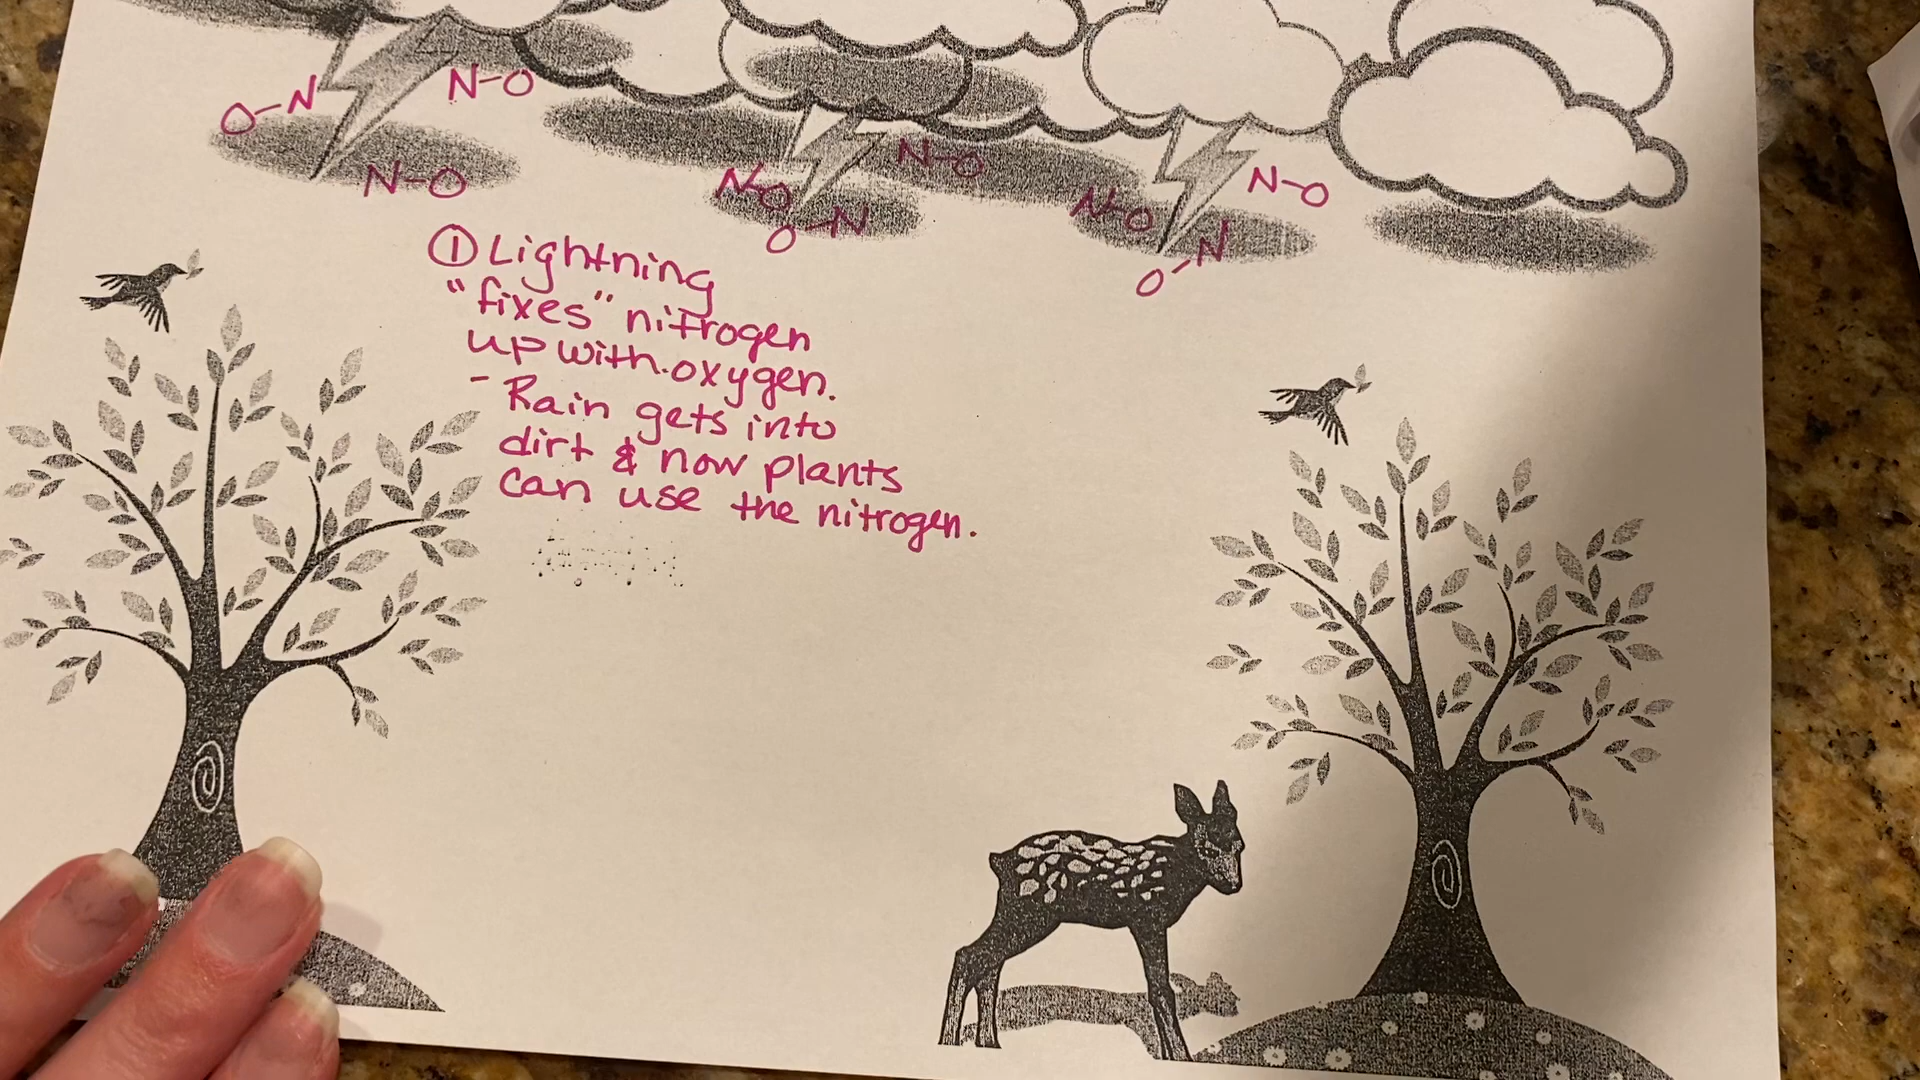 O-N
N-O
N-O
N-O
N-O
O-N
N-O
N-O
O-N
① Lightning
"fixes" nitrogen
up with oxygen.
- Rain gets into
dirt & now plants
can use the nitrogen.